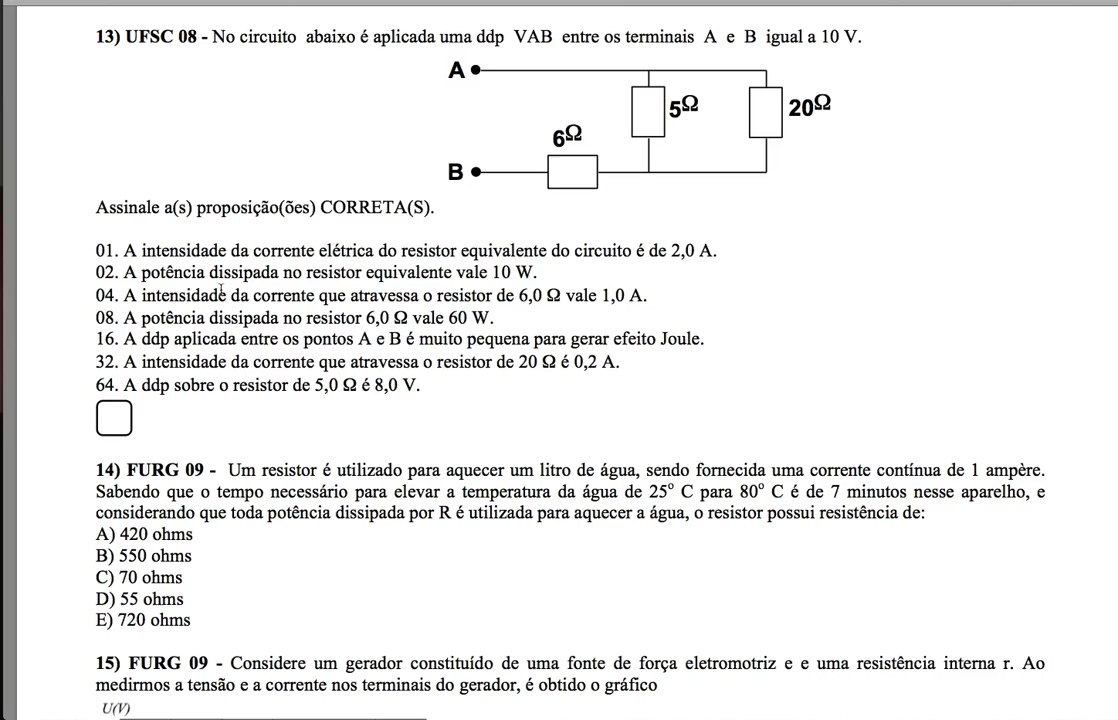 13) UFSC 08 - No circuito abaixo é aplicada uma ddp VAB entre os terminais A e B igual a 10 V.
A
5Ω
20Ω
6Ω
B
Assinale a(s) proposição(ões) CORRETA(S).
01. A intensidade da corrente elétrica do resistor equivalente do circuito é de 2,0 A.
02. A potência dissipada no resistor equivalente vale 10 W.
04. A intensidade da corrente que atravessa o resistor de 6,0 Ω vale 1,0 A.
08. A potência dissipada no resistor 6,0 Ω vale 60 W.
16. A ddp aplicada entre os pontos A e B é muito pequena para gerar efeito Joule.
32. A intensidade da corrente que atravessa o resistor de 20 Ω é 0,2 A.
64. A ddp sobre o resistor de 5,0 Ω é 8,0 V.
14) FURG 09 - Um resistor é utilizado para aquecer um litro de água, sendo fornecida uma corrente contínua de 1 ampère.
Sabendo que o tempo necessário para elevar a temperatura da água de 25º C para 80º C é de 7 minutos nesse aparelho, e
considerando que toda potência dissipada por R é utilizada para aquecer a água, o resistor possui resistência de:
A) 420 ohms
B) 550 ohms
C) 70 ohms
D) 55 ohms
E) 720 ohms
15) FURG 09 - Considere um gerador constituído de uma fonte de força eletromotriz e e uma resistência interna r. Ao
medirmos a tensão e a corrente nos terminais do gerador, é obtido o gráfico
U(V)